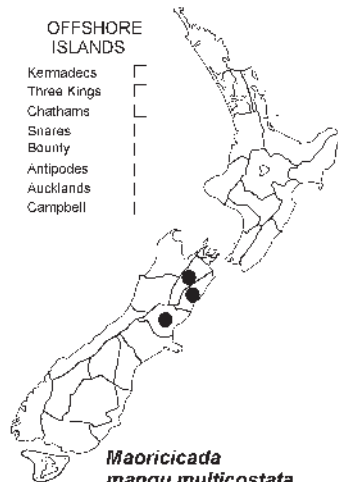 OFFSHORE
ISLANDS
Kermadecs
Three Kings
Chathams
Snares
Bounty
Antipodes
Aucklands
Campbell
Maoricicada
mangu multicostata